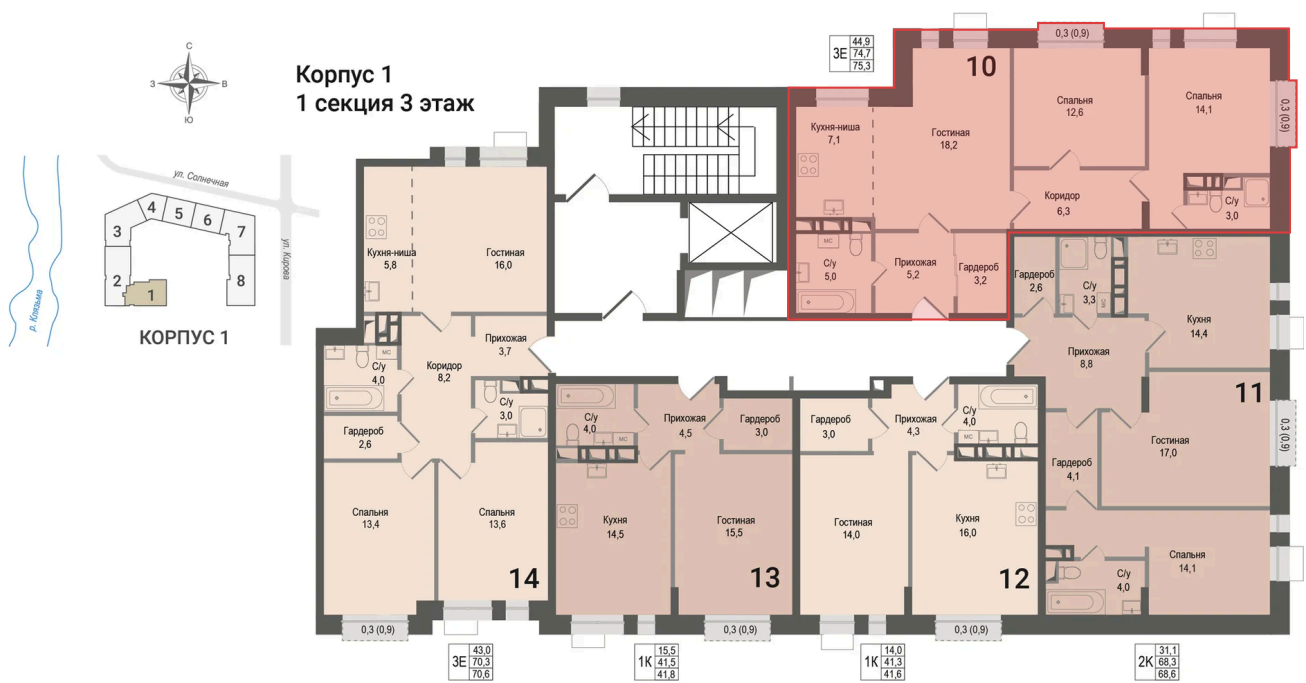 С
З
В
Ю
Корпус 1
1 секция 3 этаж
ул. Солнечная
ул. Кирова
р. Клязьма
3
4
5
6
7
2
1
8
КОРПУС 1
3Е
44,9
74,7
75,3
0,3 (0,9)
10
Кухня-ниша
7,1
Гостиная
18,2
Спальня
12,6
Спальня
14,1
0,3 (0,9)
Коридор
6,3
С/у
3,0
МС
С/у
5,0
Прихожая
5,2
Гардероб
3,2
Кухня-ниша
5,8
Гостиная
16,0
Прихожая
3,7
Коридор
8,2
МС
С/у
4,0
С/у
3,0
Гардероб
2,6
Спальня
13,4
Спальня
13,6
14
0,3 (0,9)
3Е
43,0
70,3
70,6
С/у
4,0
МС
Прихожая
4,5
Гардероб
3,0
Кухня
14,5
Гостиная
15,5
13
0,3 (0,9)
1К
15,5
41,5
41,8
Гардероб
3,0
Прихожая
4,3
С/у
4,0
МС
Гостиная
14,0
Кухня
16,0
12
0,3 (0,9)
1К
14,0
41,3
41,6
Гардероб
2,6
С/у
3,3
МС
Кухня
14,4
Прихожая
8,8
11
Гостиная
17,0
0,3 (0,9)
Гардероб
4,1
Спальня
14,1
С/у
4,0
2К
31,1
68,3
68,6